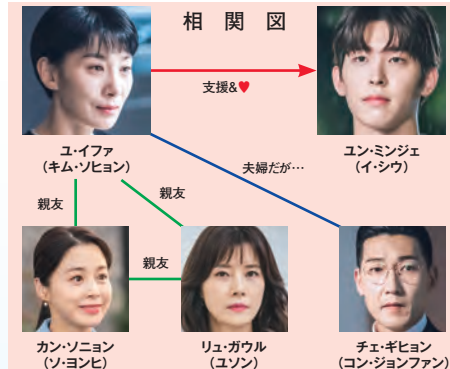 相関図
支援&♥
ユ・イファ
(キム・ソヒョン)
ユン・ミンジェ
(イ・シウ)
夫婦だが…
親友
親友
親友
カン・ソニョン
(ソ・ヨンヒ)
リュ・ガウル
(ユソン)
チェ・ギヒョン
(コン・ジョンファン)